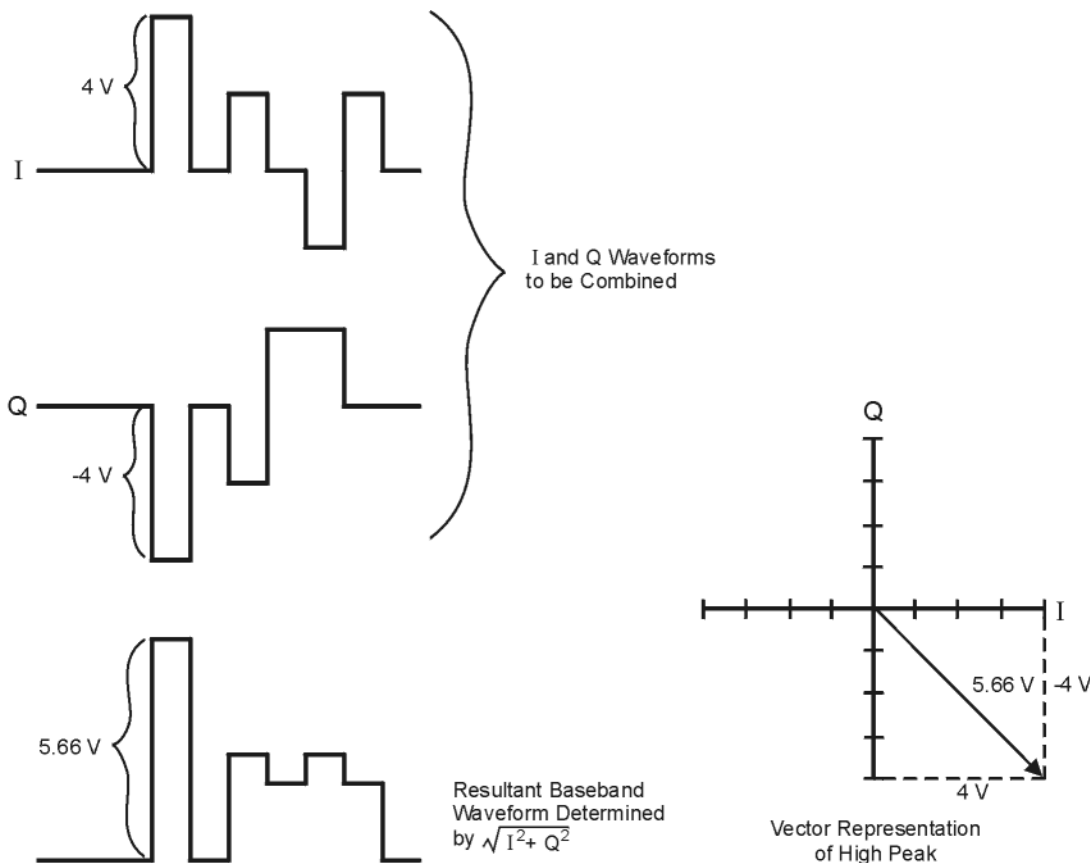 4 V
I
I and Q Waveforms
to be Combined
Q
-4 V
Q
I
5.66 V
-4 V
4 V
5.66 V
Resultant Baseband
Waveform Determined
by √I²+ Q²
Vector Representation
of High Peak